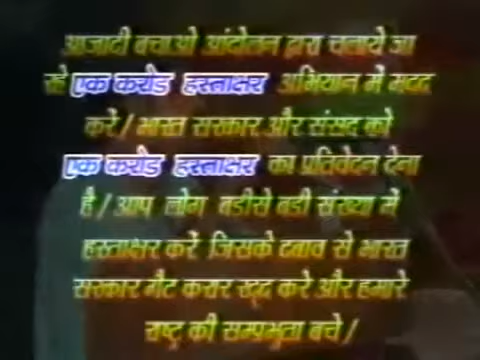 आजादी बचाओ आंदोलन द्वारा चलाये जा
रहे एक करोड हस्ताक्षर अभियान में मदद
करें / भारत सरकार और संसद को
एक करोड हस्ताक्षर का प्रतिवेदन देना
है / आप लोग बडीसे बडी संख्या में
हस्ताक्षर करें जिसके दबाव से भारत
सरकार गैट करार रद्द करे और हमारे
राष्ट्र की सम्प्रभुता बचे /